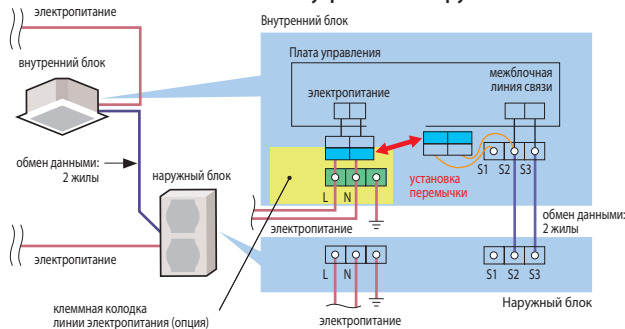 электропитание
внутренний блок
обмен данными:
2 жилы
наружный блок
электропитание
клеммная колодка
линии электропитания (опция)
Внутренний блок
Плата управления
электропитание
межблочная
линия связи
S1 S2 S3
установка
перемычки
L N
электропитание
обмен данными:
2 жилы
L N
S1 S2 S3
Наружный блок
электропитание